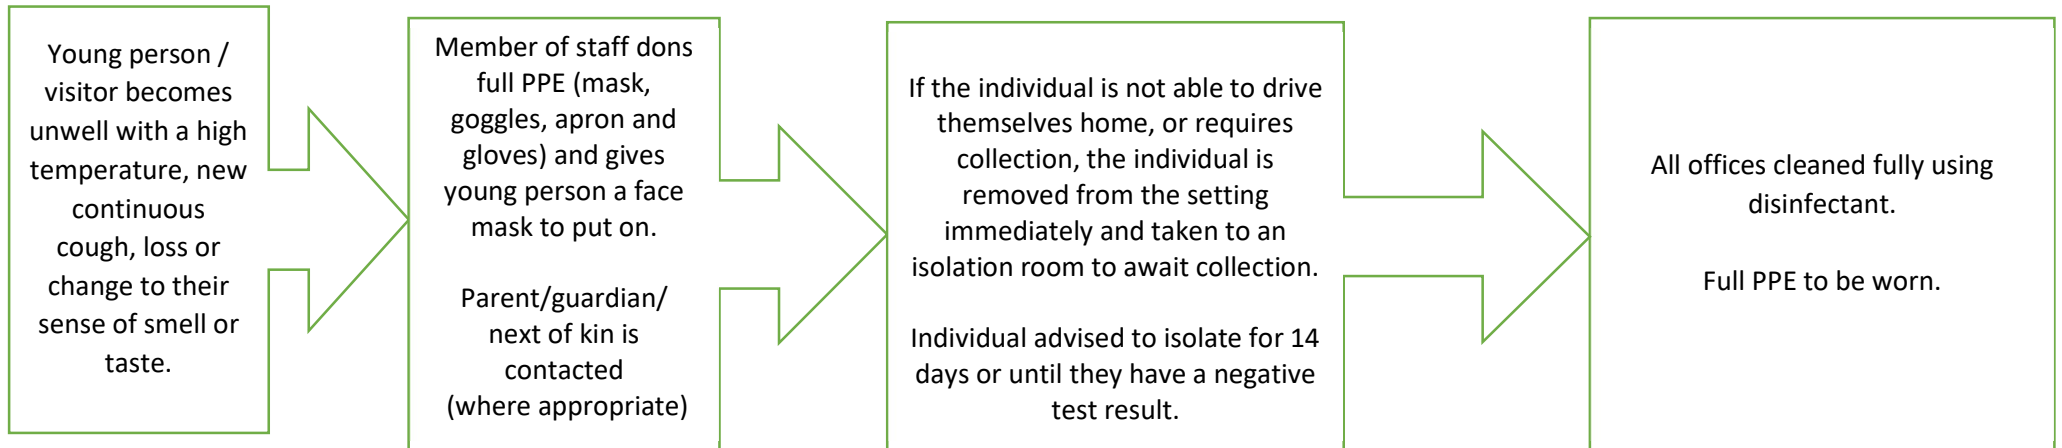 Young person /
visitor becomes
unwell with a high
temperature, new
continuous
cough, loss or
change to their
sense of smell or
taste.
Member of staff dons
full PPE (mask,
goggles, apron and
gloves) and gives
young person a face
mask to put on.
Parent/guardian/
next of kin is
contacted
(where appropriate)
If the individual is not able to drive
themselves home, or requires
collection, the individual is
removed from the setting
immediately and taken to an
isolation room to await collection.
Individual advised to isolate for 14
days or until they have a negative
test result.
All offices cleaned fully using
disinfectant.
Full PPE to be worn.